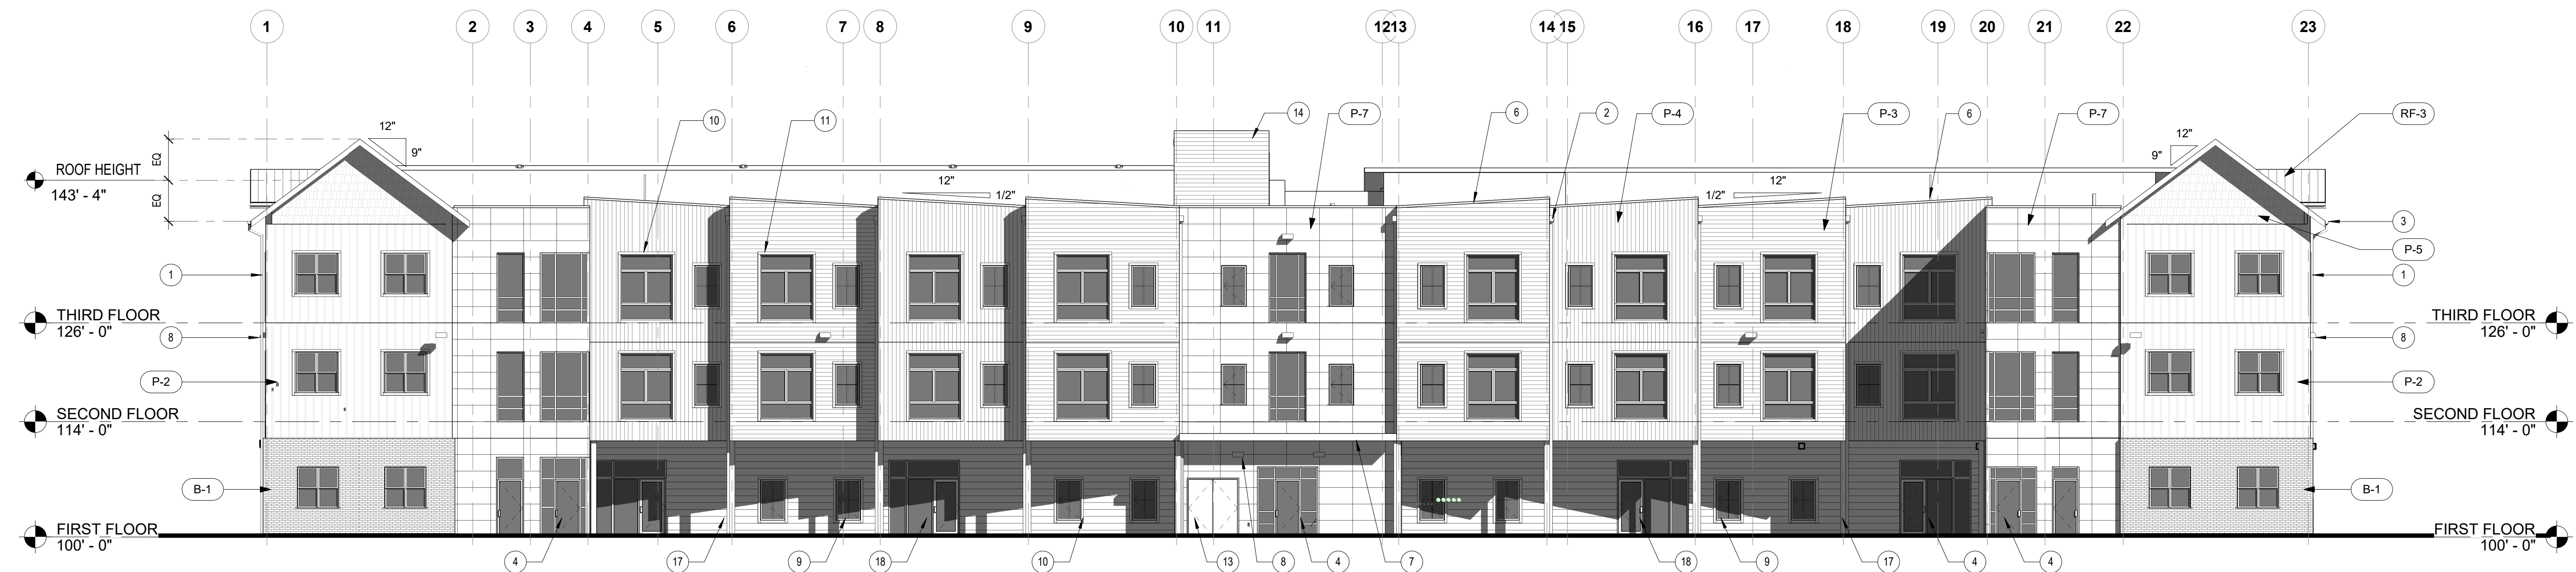 1 2 3 4 5 6 7 8 9 10 11 12 13 14 15 16 17 18 19 20 21 22 23
14 P-7 6 2 P-4 P-3 6 P-7 RF-3
10 11
12" 12"
9" 9"
EQ
ROOF HEIGHT
143' - 4"
EQ
12" 12"
1/2" 1/2"
3
P-5
1 1
THIRD FLOOR THIRD FLOOR
126' - 0" 126' - 0"
8 8
P-2 P-2
SECOND FLOOR SECOND FLOOR
114' - 0" 114' - 0"
B-1 B-1
FIRST FLOOR FIRST FLOOR
100' - 0" 100' - 0"
4 17 9 18 10 13 8 4 7 18 9 17 4 4